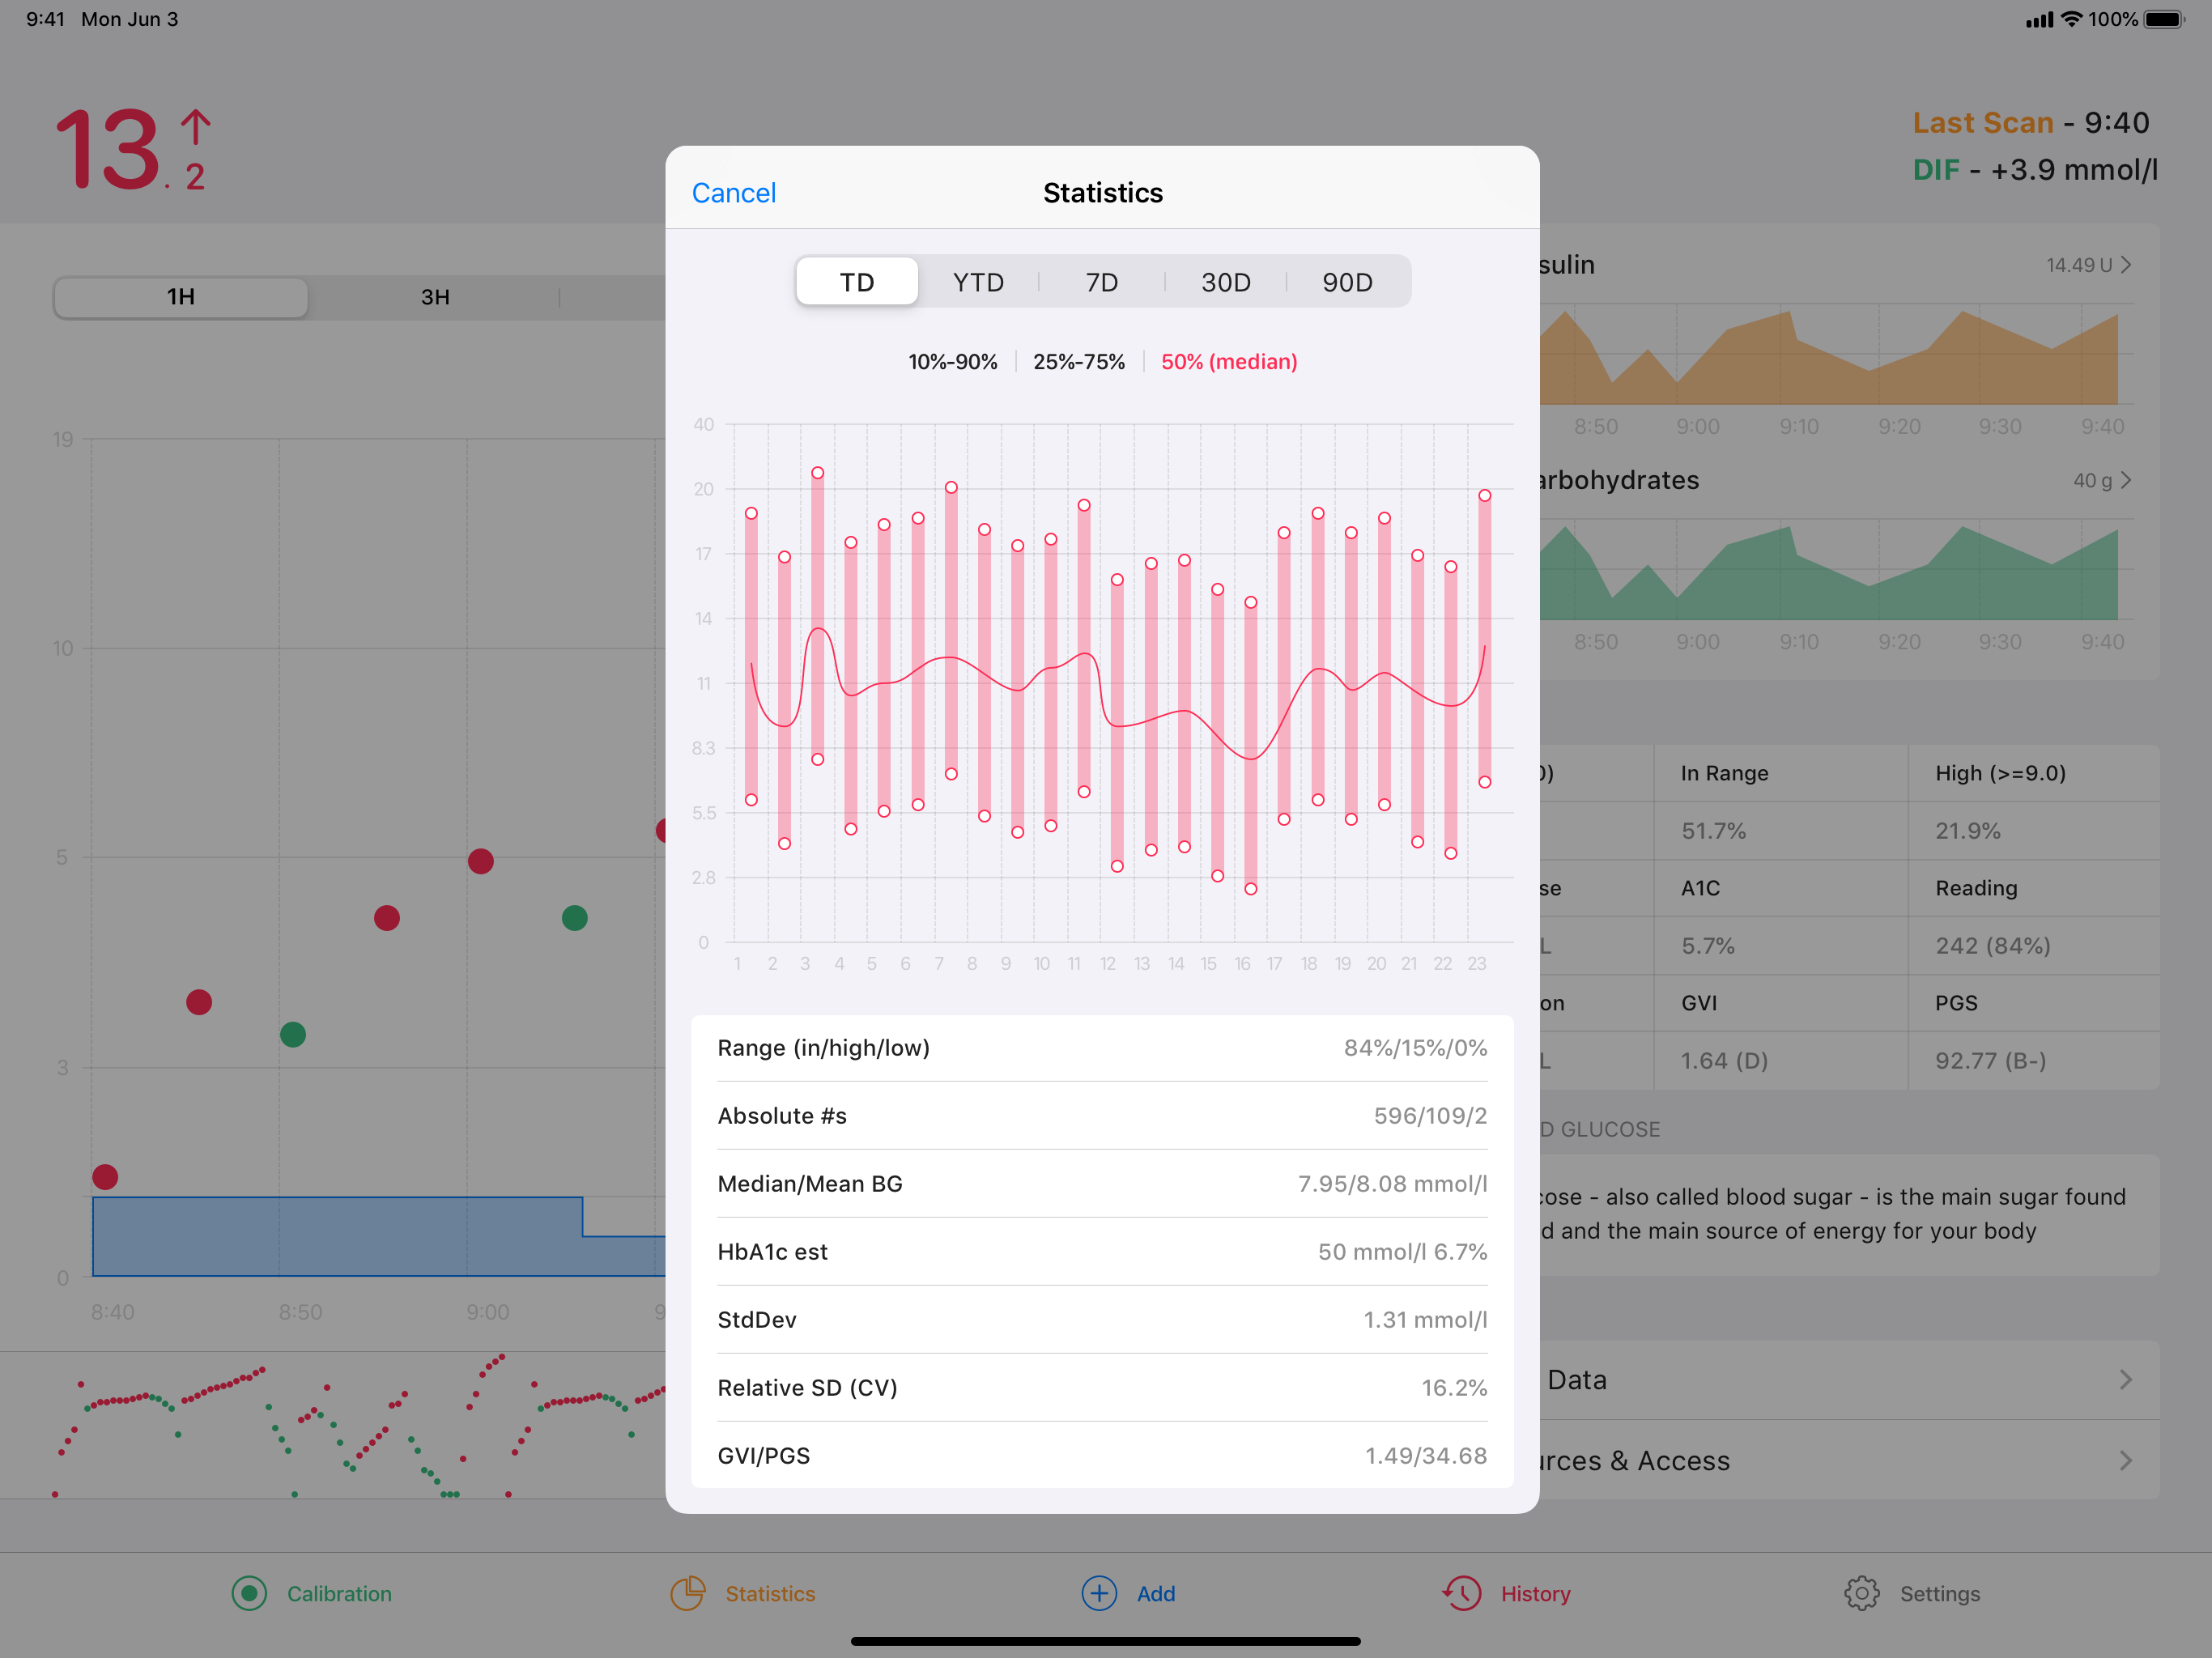 9:41 Mon Jun 3
100%
13.2
Last Scan - 9:40
DIF - +3.9 mmol/l
1H 3H
19
10
5
3
0
8:40 8:50 9:00 9
Cancel Statistics
TD YTD 7D 30D 90D
10%-90% 25%-75% 50% (median)
40
20
17
14
11
8.3
5.5
2.8
0
1 2 3 4 5 6 7 8 9 10 11 12 13 14 15 16 17 18 19 20 21 22 23
Range (in/high/low) 84%/15%/0%
Absolute #s 596/109/2
Median/Mean BG 7.95/8.08 mmol/l
HbA1c est 50 mmol/l 6.7%
StdDev 1.31 mmol/l
Relative SD (CV) 16.2%
GVI/PGS 1.49/34.68
sulin 14.49 U
8:50 9:00 9:10 9:20 9:30 9:40
arbohydrates 40 g
8:50 9:00 9:10 9:20 9:30 9:40
0) In Range High (>=9.0)
51.7% 21.9%
se A1C Reading
L 5.7% 242 (84%)
on GVI PGS
L 1.64 (D) 92.77 (B-)
D GLUCOSE
cose - also called blood sugar - is the main sugar found
d and the main source of energy for your body
Data
urces & Access
Calibration Statistics Add History Settings